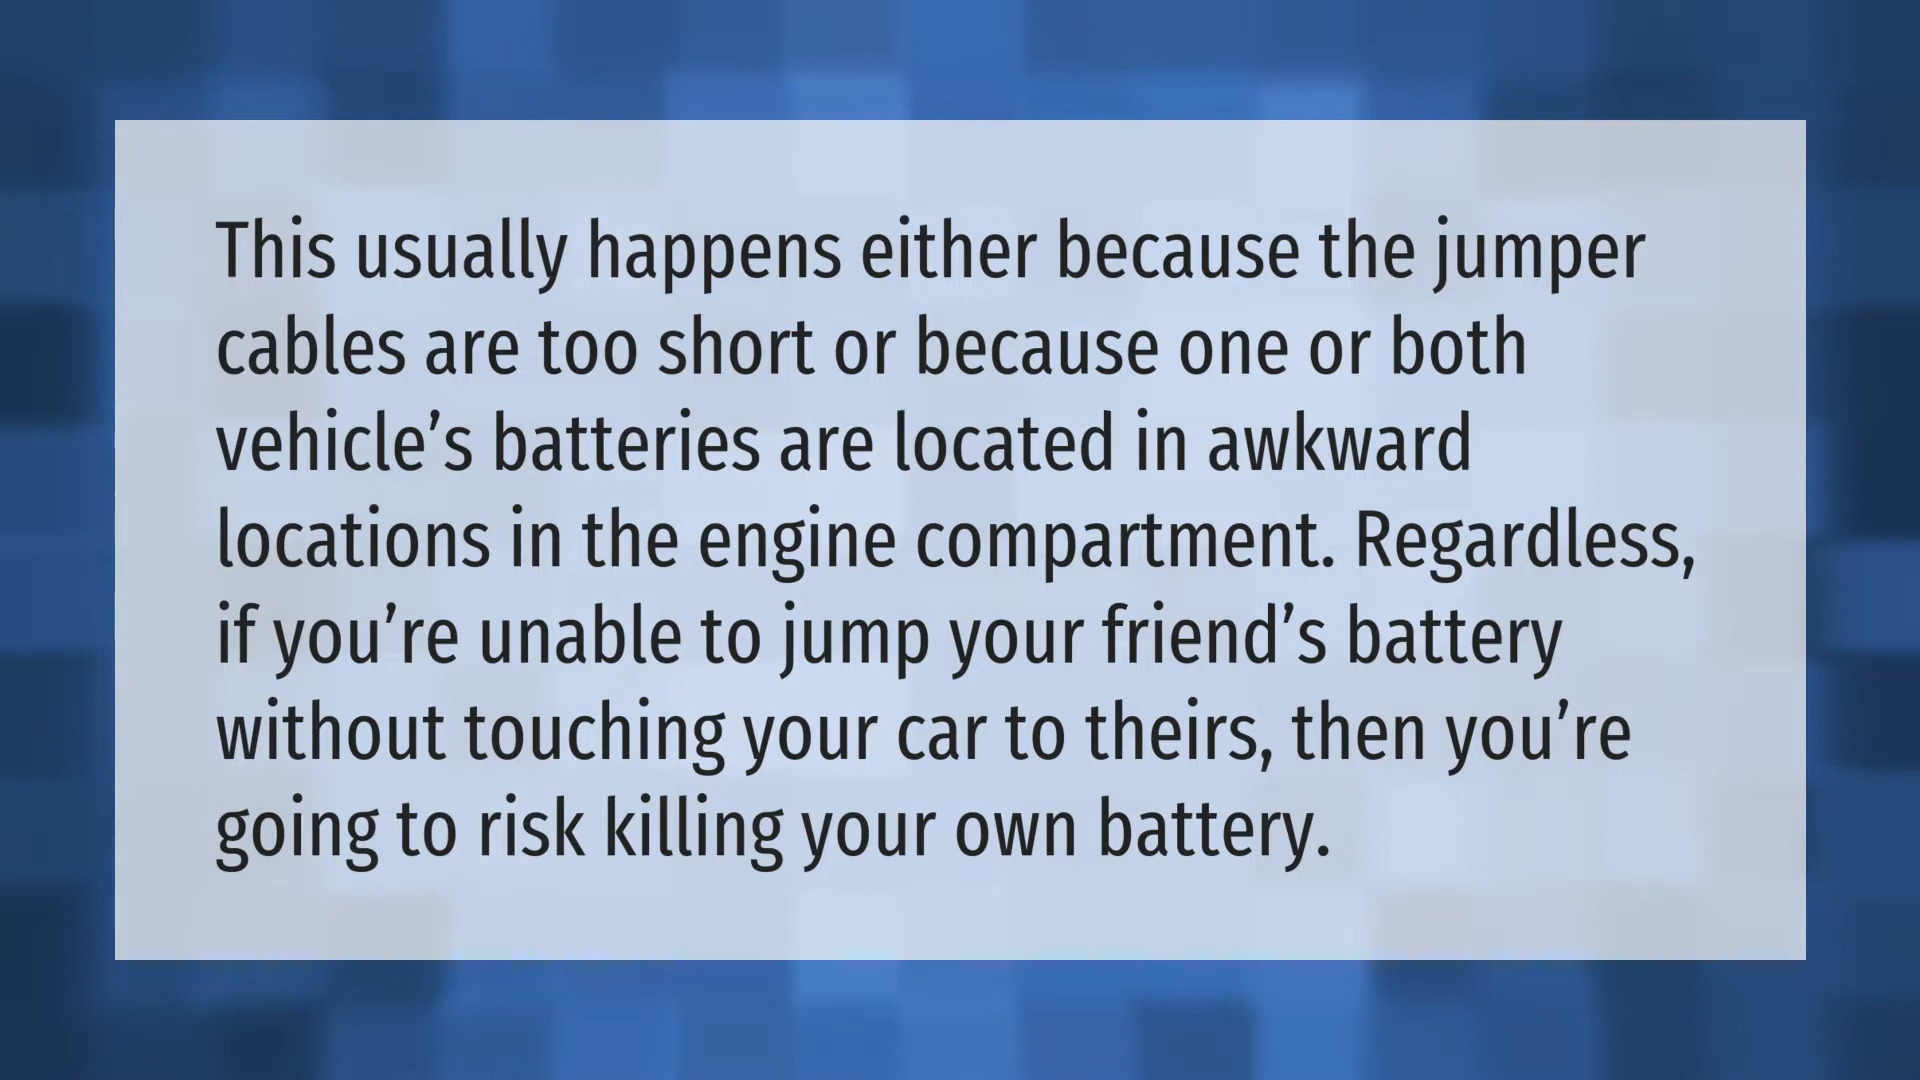 This usually happens either because the jumper
cables are too short or because one or both
vehicle’s batteries are located in awkward
locations in the engine compartment. Regardless,
if you’re unable to jump your friend’s battery
without touching your car to theirs, then you’re
going to risk killing your own battery.